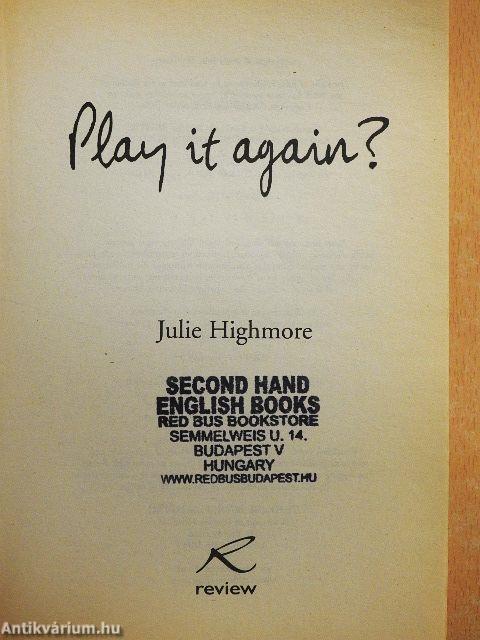 Play it again?
Julie Highmore
SECOND HAND
ENGLISH BOOKS
RED BUS BOOKSTORE
SEMMELWEIS U. 14.
BUDAPEST V
HUNGARY
WWW.REDBUSBUDAPEST.HU
R
review
Antikvárium.hu